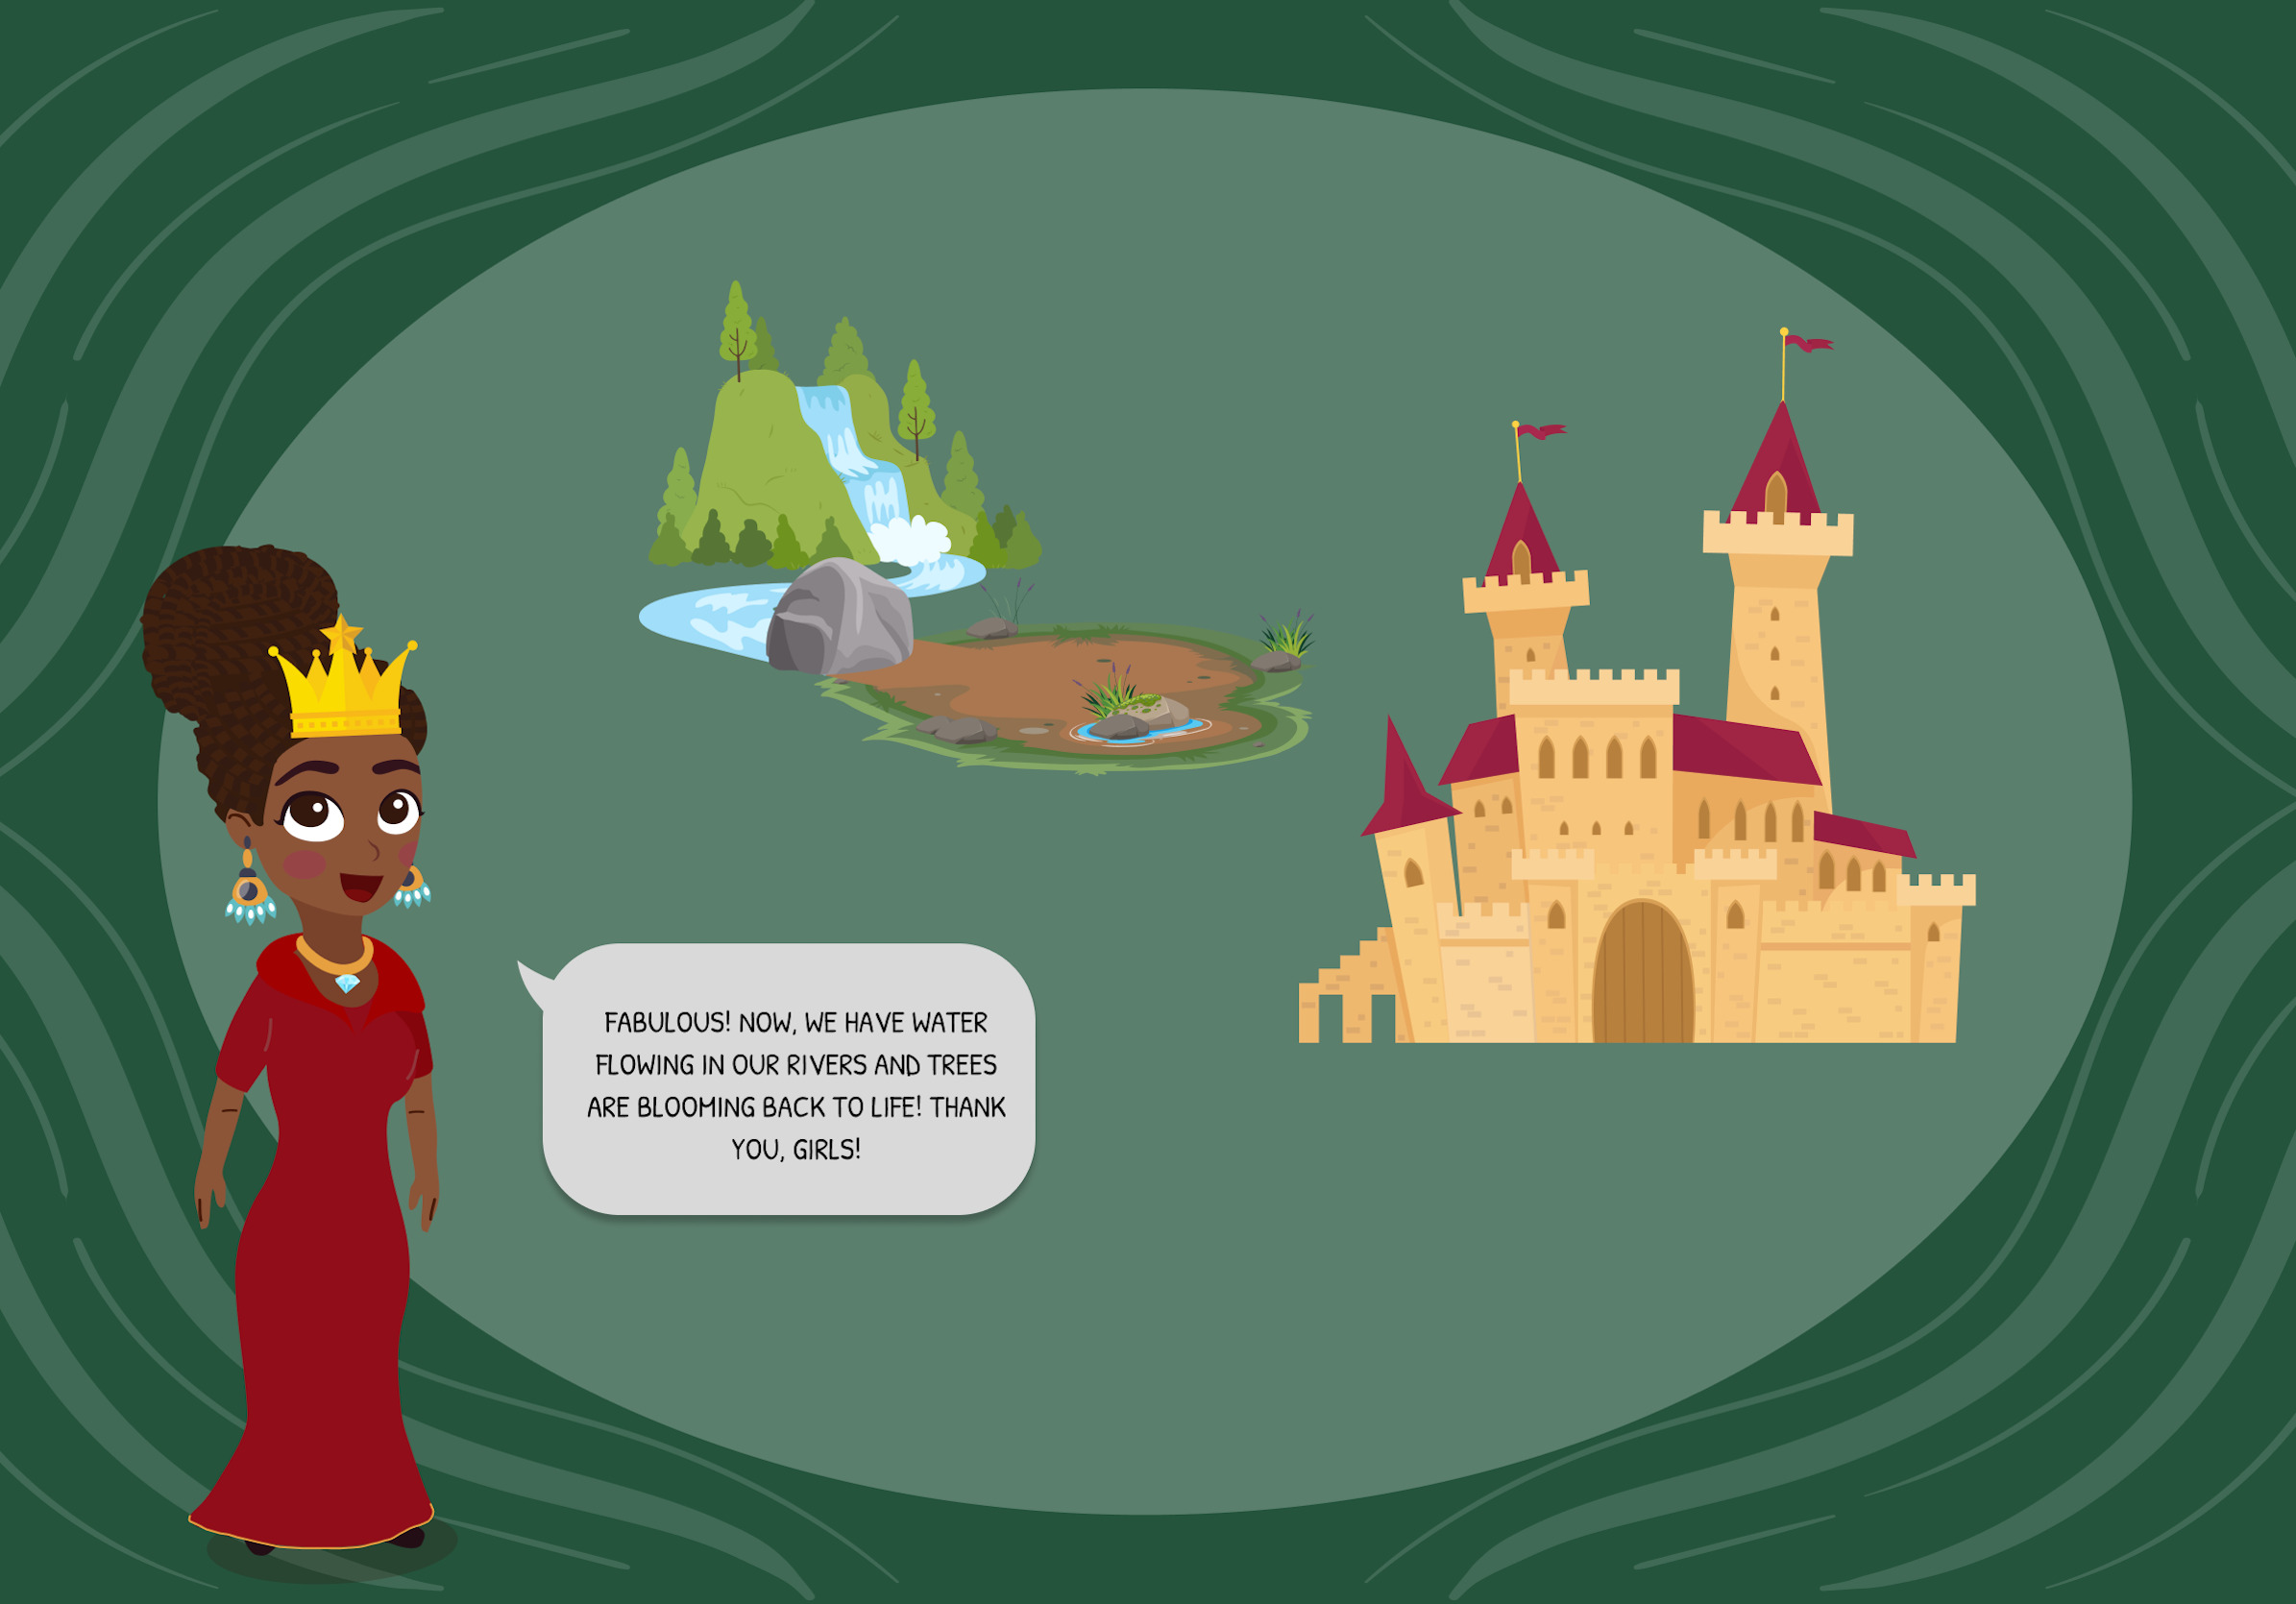 FABULOUS! NOW, WE HAVE WATER
FLOWING IN OUR RIVERS AND TREES
ARE BLOOMING BACK TO LIFE! THANK
YOU, GIRLS!